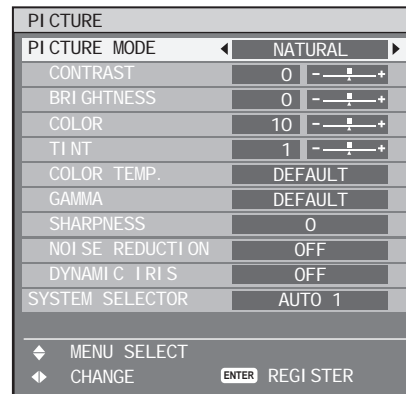 PICTURE
PICTURE MODE NATURAL
CONTRAST 0 - +
BRIGHTNESS 0 - +
COLOR 10 - +
TINT 1 - +
COLOR TEMP. DEFAULT
GAMMA DEFAULT
SHARPNESS 0
NOISE REDUCTION OFF
DYNAMIC IRIS OFF
SYSTEM SELECTOR AUTO 1
MENU SELECT
CHANGE ENTER REGISTER